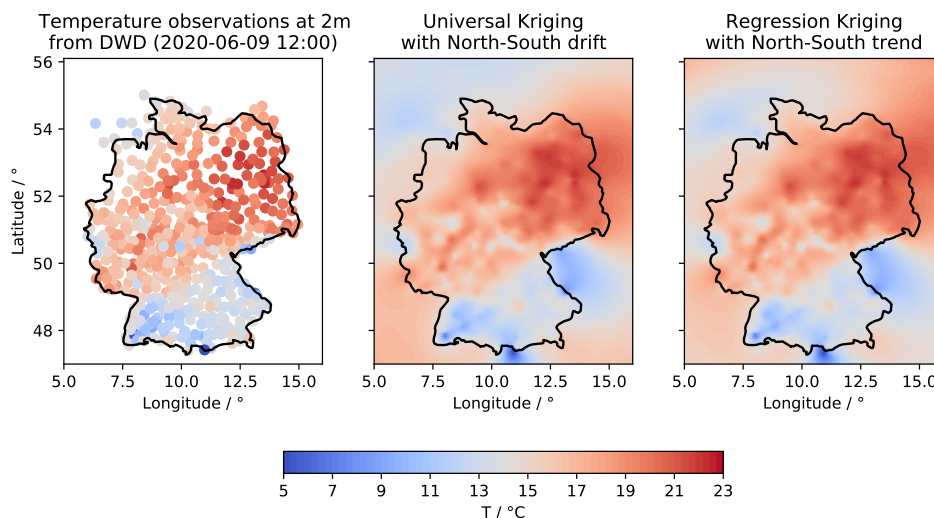 Temperature observations at 2m
from DWD (2020-06-09 12:00)
Universal Kriging
with North-South drift
Regression Kriging
with North-South trend
Latitude / °
56
54
52
50
48
5.0 7.5 10.0 12.5 15.0
5.0 7.5 10.0 12.5 15.0
5.0 7.5 10.0 12.5 15.0
Longitude / °
Longitude / °
Longitude / °
5 7 9 11 13 15 17 19 21 23
T / °C